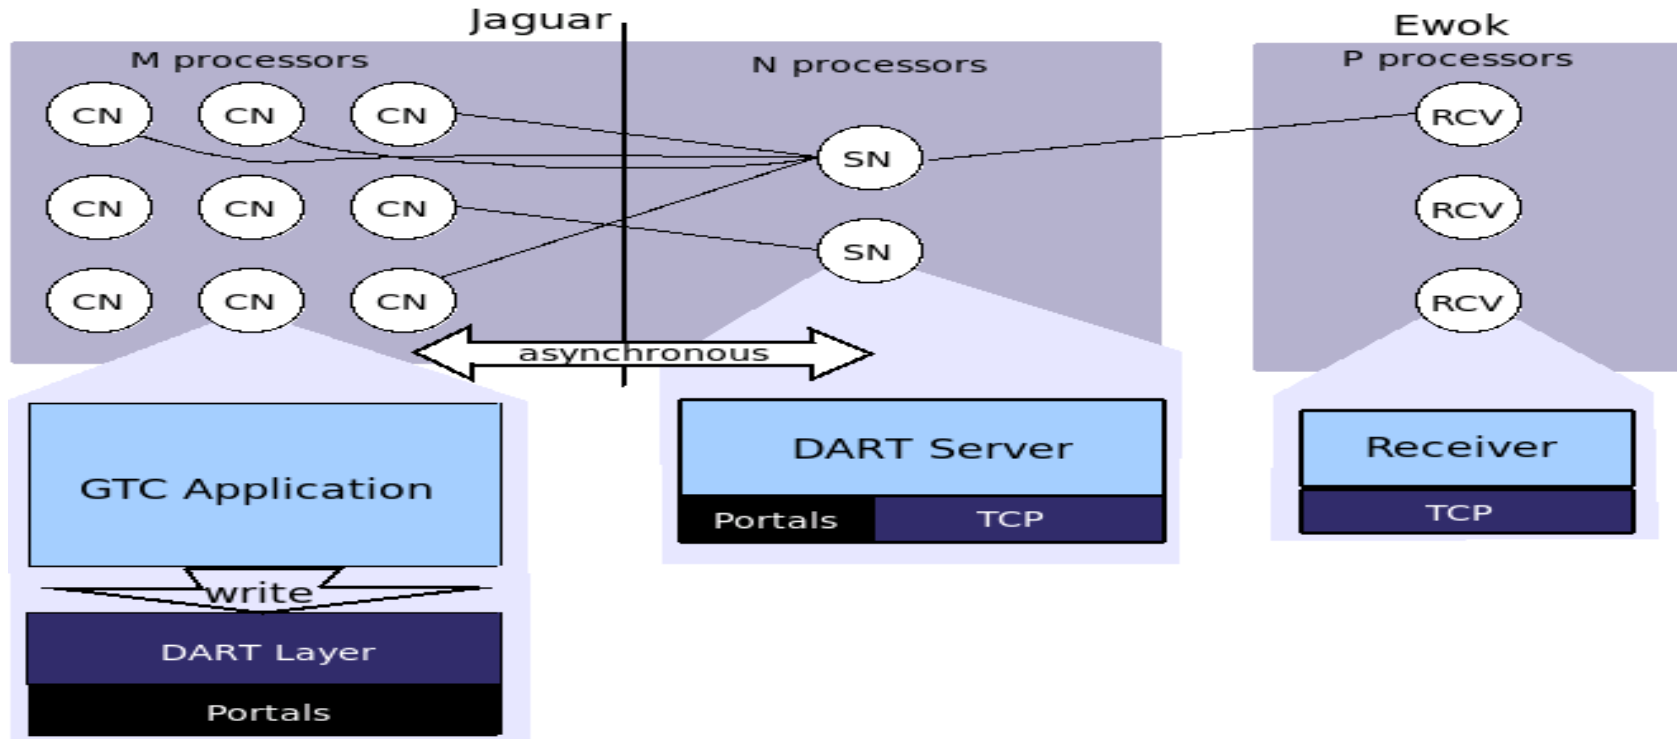 Jaguar
Ewok
M processors
N processors
P processors
CN CN CN
SN
RCV
CN CN CN
SN
RCV
CN CN CN
RCV
asynchronous
GTC Application
DART Server
Receiver
Portals TCP
TCP
write
DART Layer
Portals